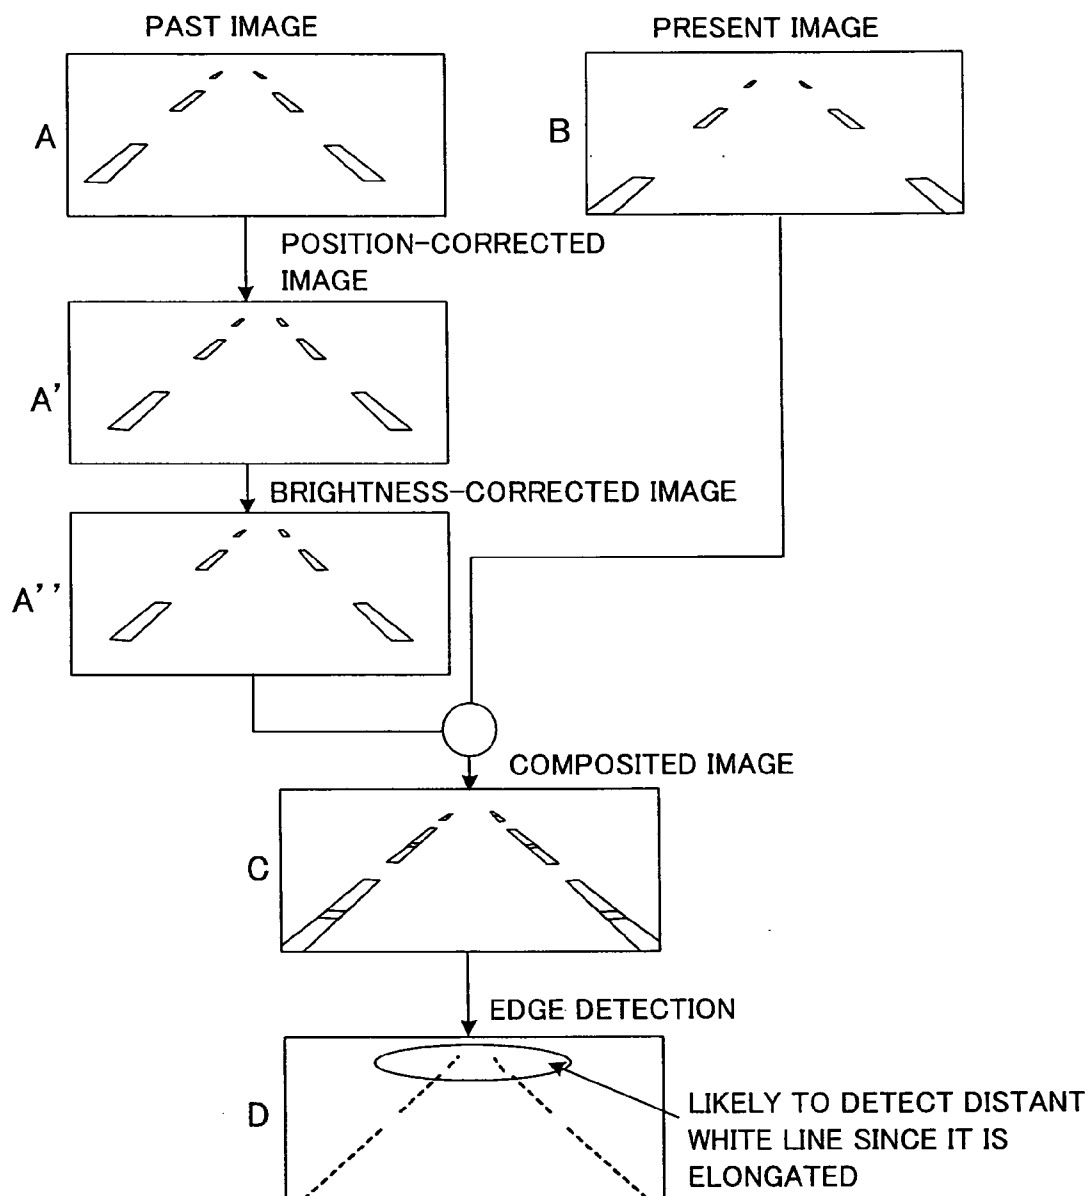 PAST IMAGE
PRESENT IMAGE
A
B
POSITION-CORRECTED
IMAGE
A'
BRIGHTNESS-CORRECTED IMAGE
A''
COMPOSITED IMAGE
C
EDGE DETECTION
D
LIKELY TO DETECT DISTANT
WHITE LINE SINCE IT IS
ELONGATED